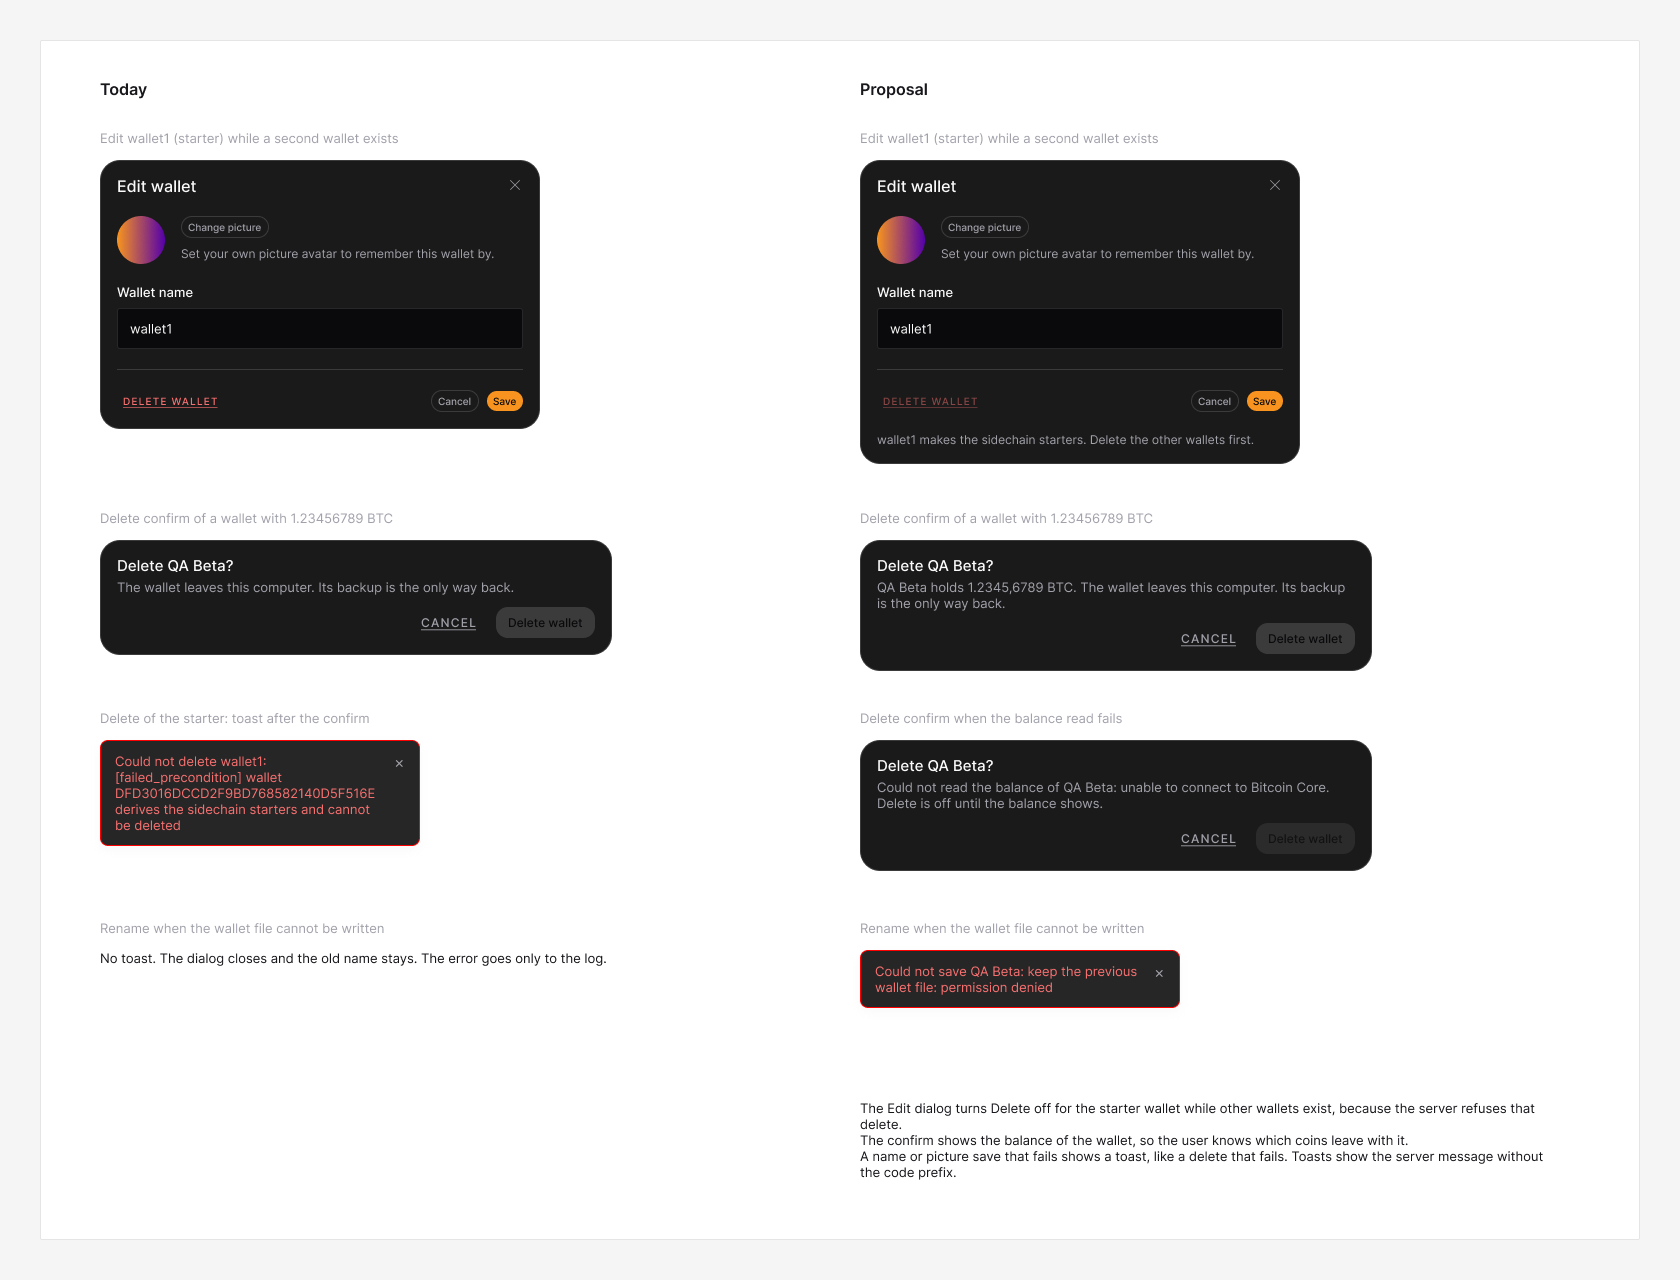 Today
Edit wallet1 (starter) while a second wallet exists
Edit wallet
Change picture
Set your own picture avatar to remember this wallet by.
Wallet name
wallet1
DELETE WALLET
Cancel
Save
Delete confirm of a wallet with 1.23456789 BTC
Delete QA Beta?
The wallet leaves this computer. Its backup is the only way back.
CANCEL
Delete wallet
Delete of the starter: toast after the confirm
Could not delete wallet1:
[failed_precondition] wallet
DFD3016DCCD2F9BD768582140D5F516E
derives the sidechain starters and cannot
be deleted
Rename when the wallet file cannot be written
No toast. The dialog closes and the old name stays. The error goes only to the log.
Proposal
Edit wallet1 (starter) while a second wallet exists
Edit wallet
Change picture
Set your own picture avatar to remember this wallet by.
Wallet name
wallet1
DELETE WALLET
Cancel
Save
wallet1 makes the sidechain starters. Delete the other wallets first.
Delete confirm of a wallet with 1.23456789 BTC
Delete QA Beta?
QA Beta holds 1.2345,6789 BTC. The wallet leaves this computer. Its backup
is the only way back.
CANCEL
Delete wallet
Delete confirm when the balance read fails
Delete QA Beta?
Could not read the balance of QA Beta: unable to connect to Bitcoin Core.
Delete is off until the balance shows.
CANCEL
Delete wallet
Rename when the wallet file cannot be written
Could not save QA Beta: keep the previous
wallet file: permission denied
The Edit dialog turns Delete off for the starter wallet while other wallets exist, because the server refuses that
delete.
The confirm shows the balance of the wallet, so the user knows which coins leave with it.
A name or picture save that fails shows a toast, like a delete that fails. Toasts show the server message without
the code prefix.